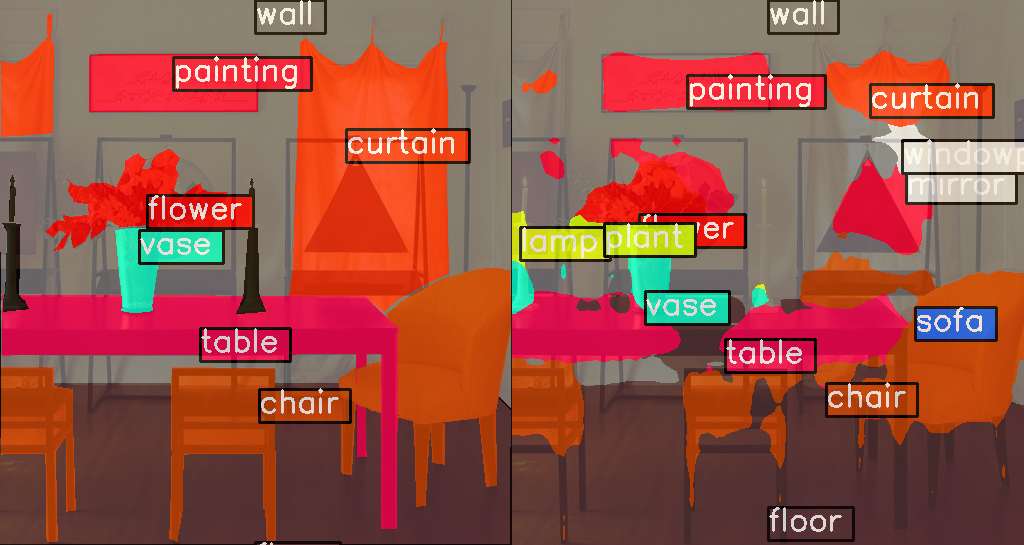 wall
painting
curtain
flower
vase
table
chair
wall
painting
curtain
mirror
lamp
plant
vase
sofa
table
chair
floor